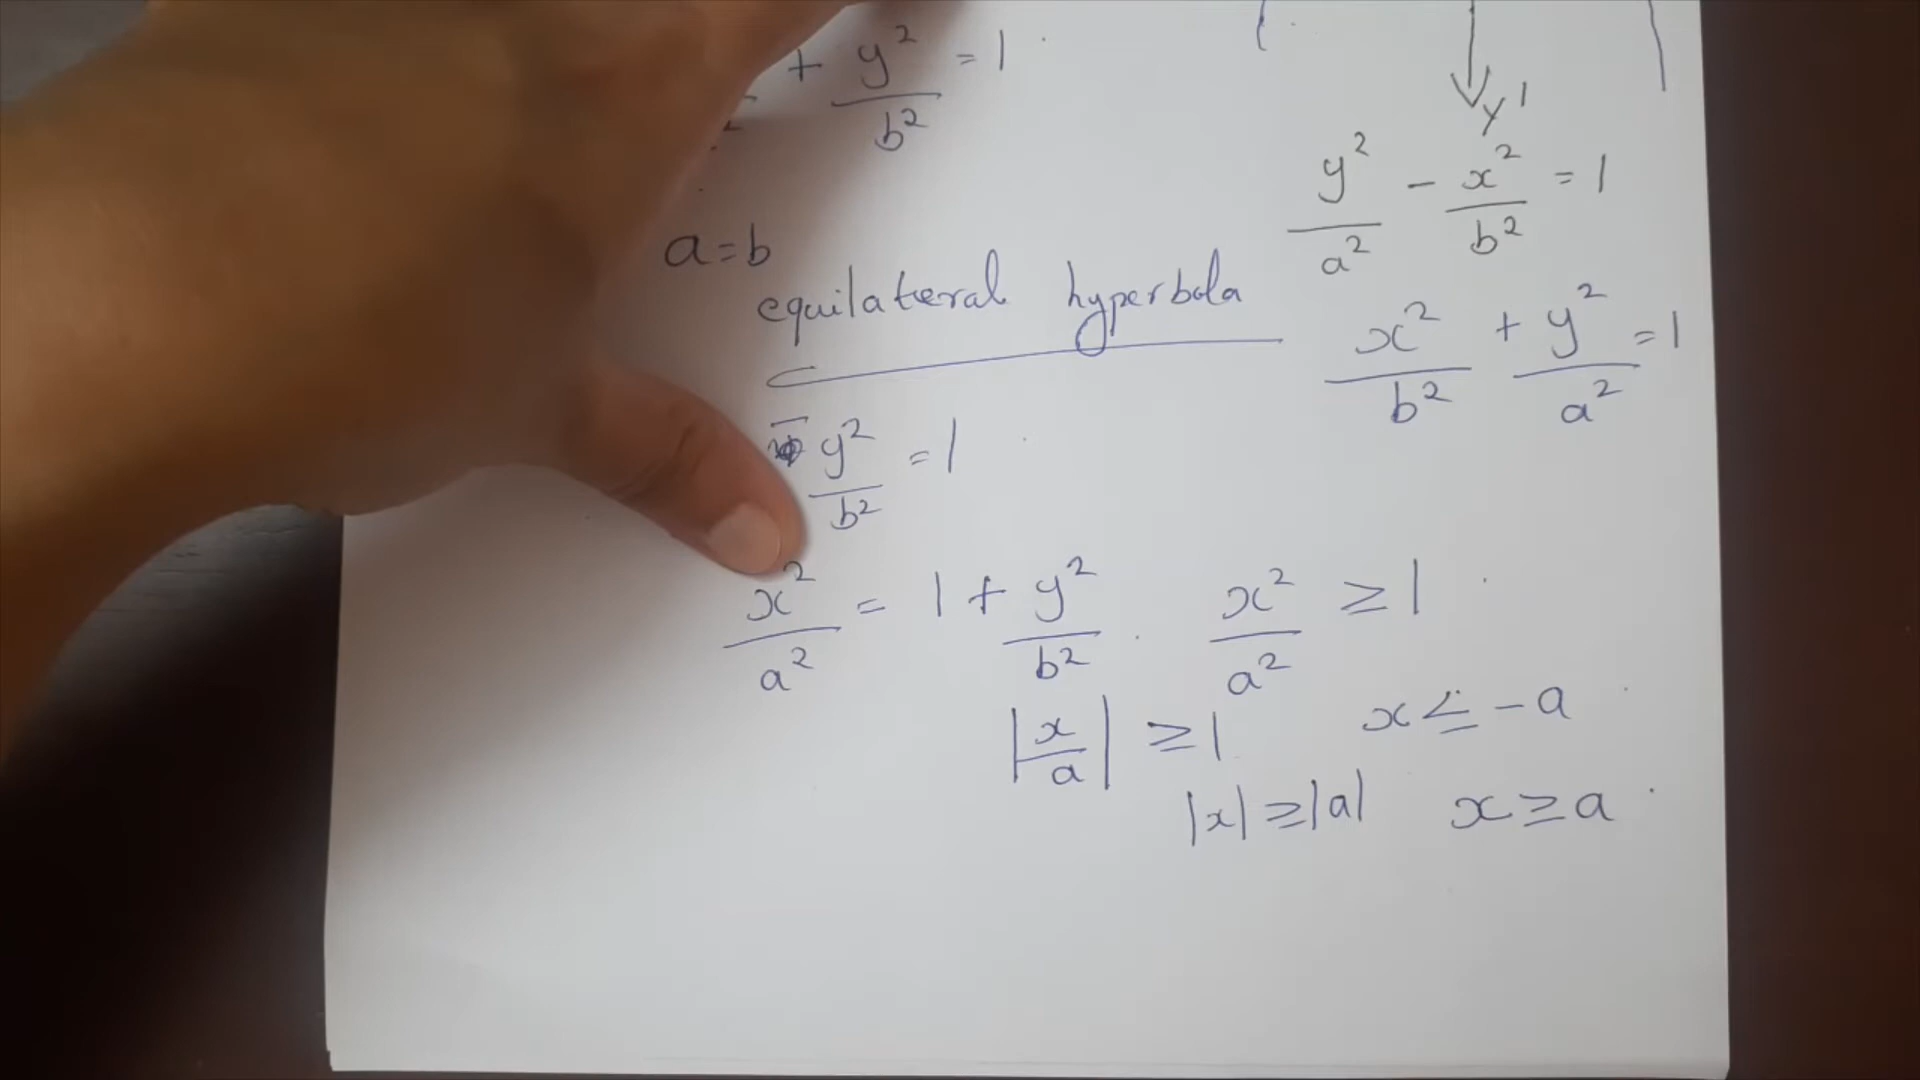 + y²/b² = 1
y'
y²/a² - x²/b² = 1
a = b
equilateral hyperbola
x²/b² + y²/a² = 1
y²/b² = 1
x²/a² = 1 + y²/b² x²/a² ≥ 1
|x/a| ≥ 1 x ≤ -a
|x| ≥ |a| x ≥ a